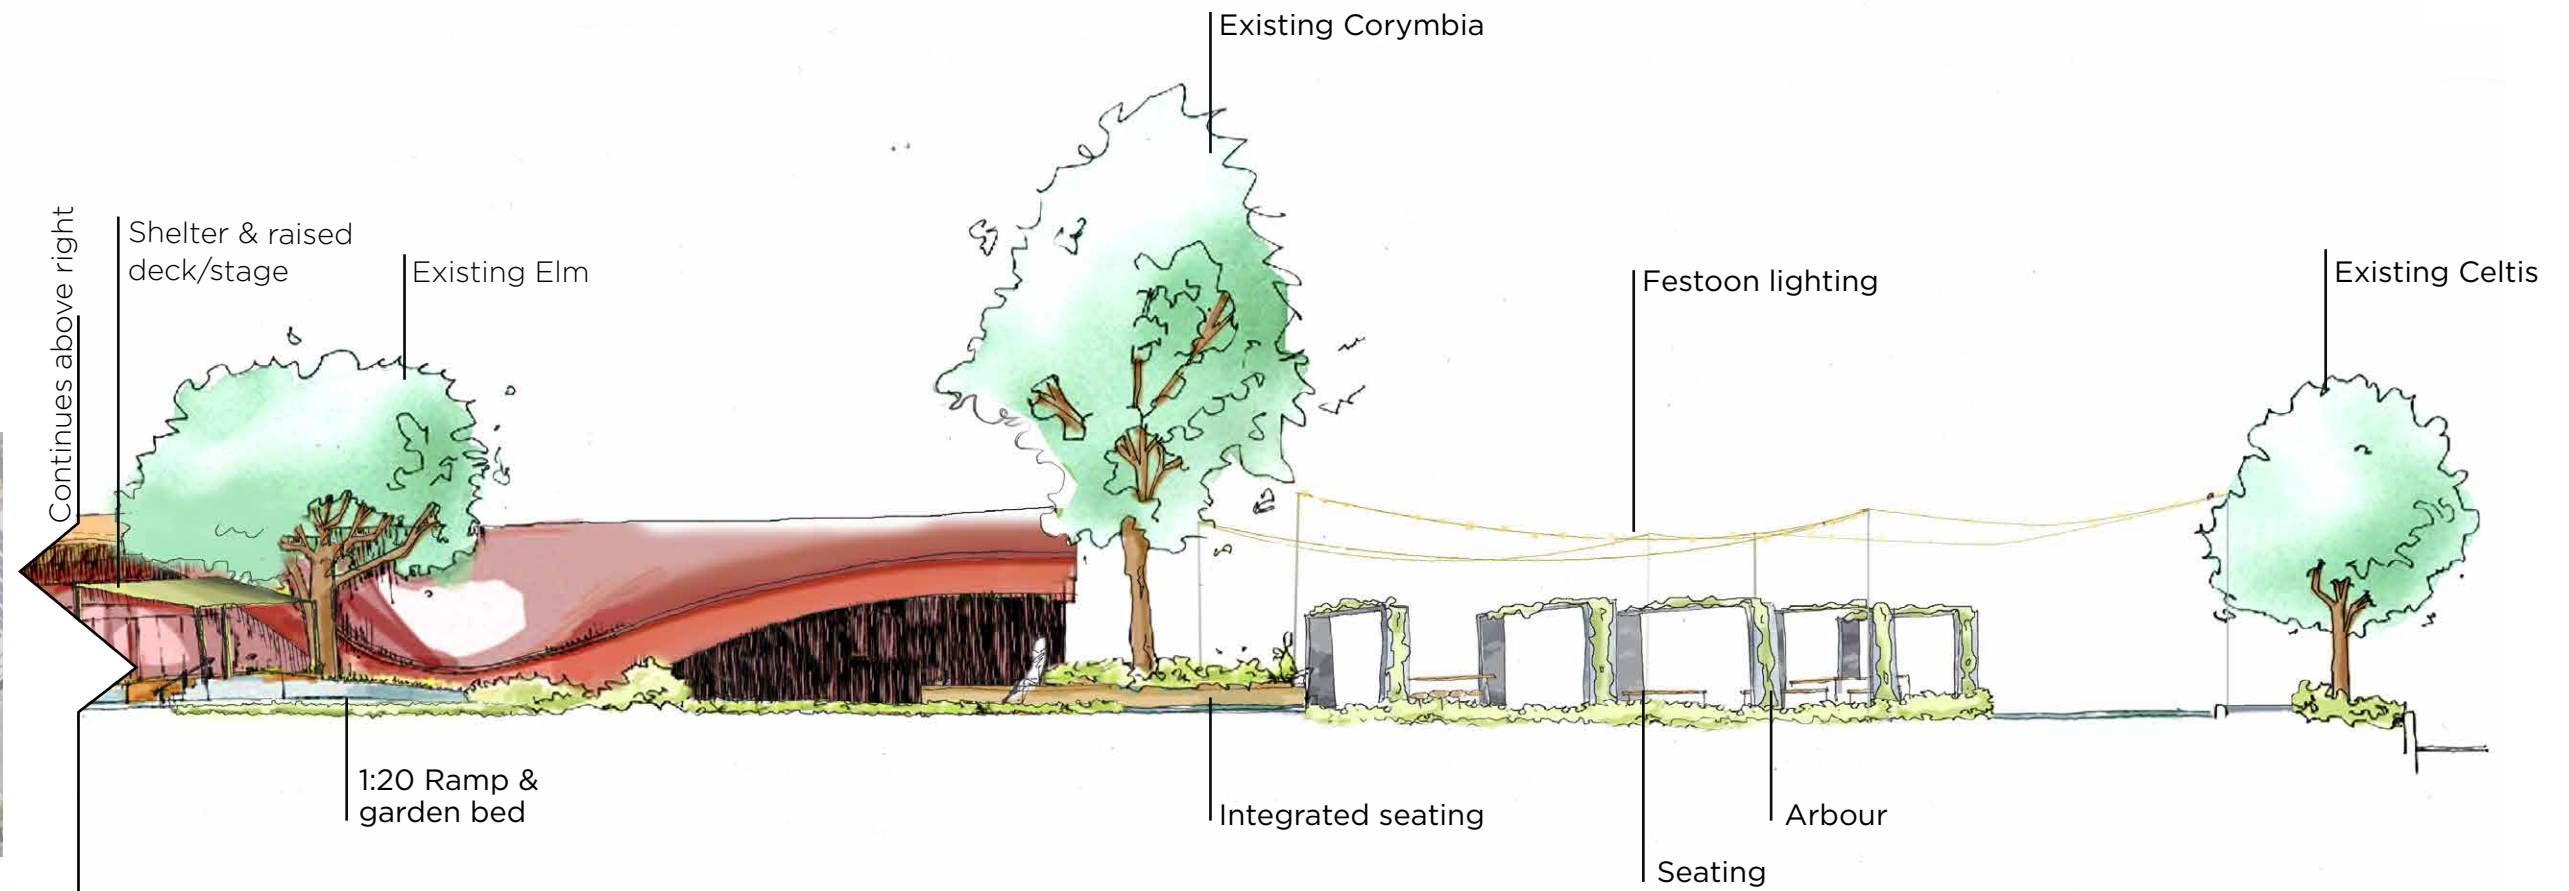 Existing Corymbia
Continues above right
Shelter & raised
deck/stage
Existing Elm
Festoon lighting
Existing Celtis
1:20 Ramp &
garden bed
Integrated seating
Arbour
Seating